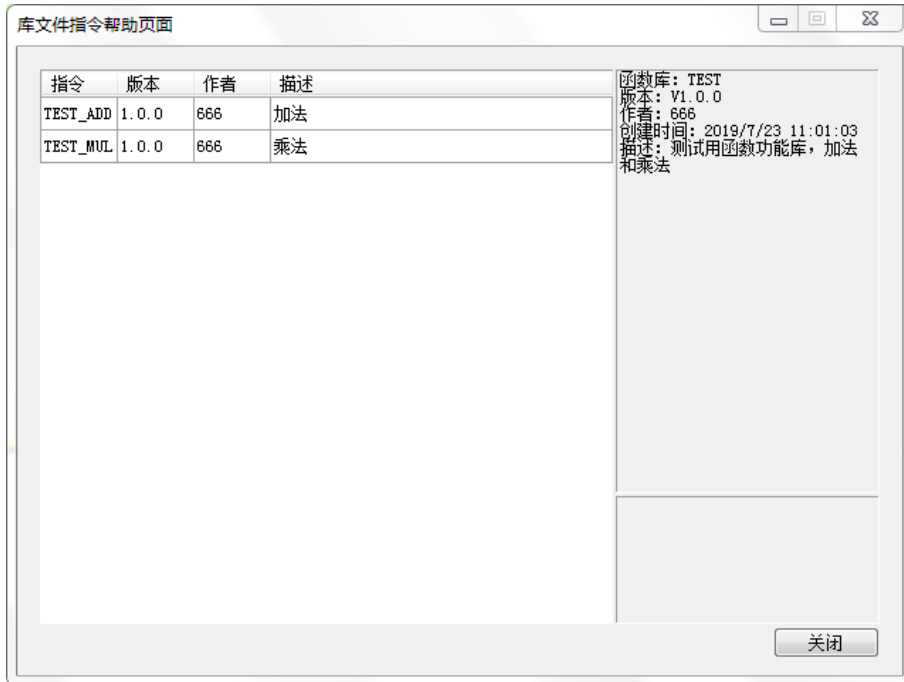 库文件指令帮助页面
指令 版本 作者 描述
TEST_ADD 1.0.0 666 加法
TEST_MUL 1.0.0 666 乘法
函数库: TEST
版本: V1.0.0
作者: 666
创建时间: 2019/7/23 11:01:03
描述: 测试用函数功能库，加法
和乘法
关闭